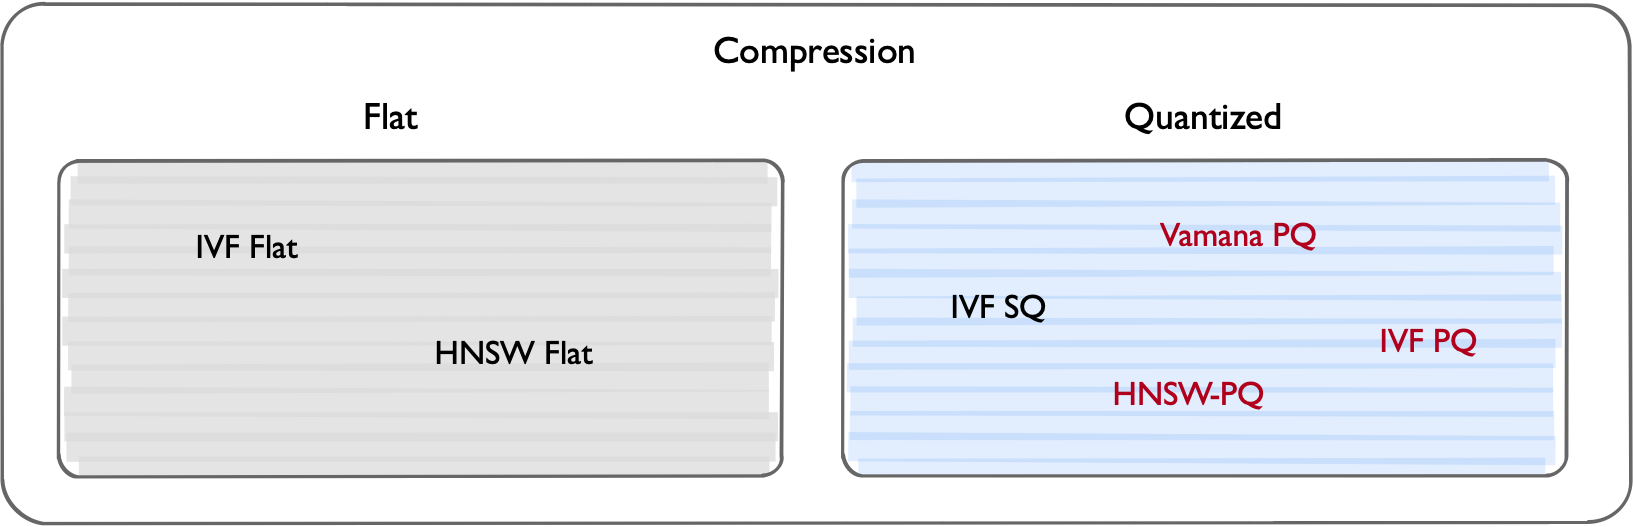 Compression
Flat
Quantized
IVF Flat
HNSW Flat
Vamana PQ
IVF SQ
IVF PQ
HNSW-PQ